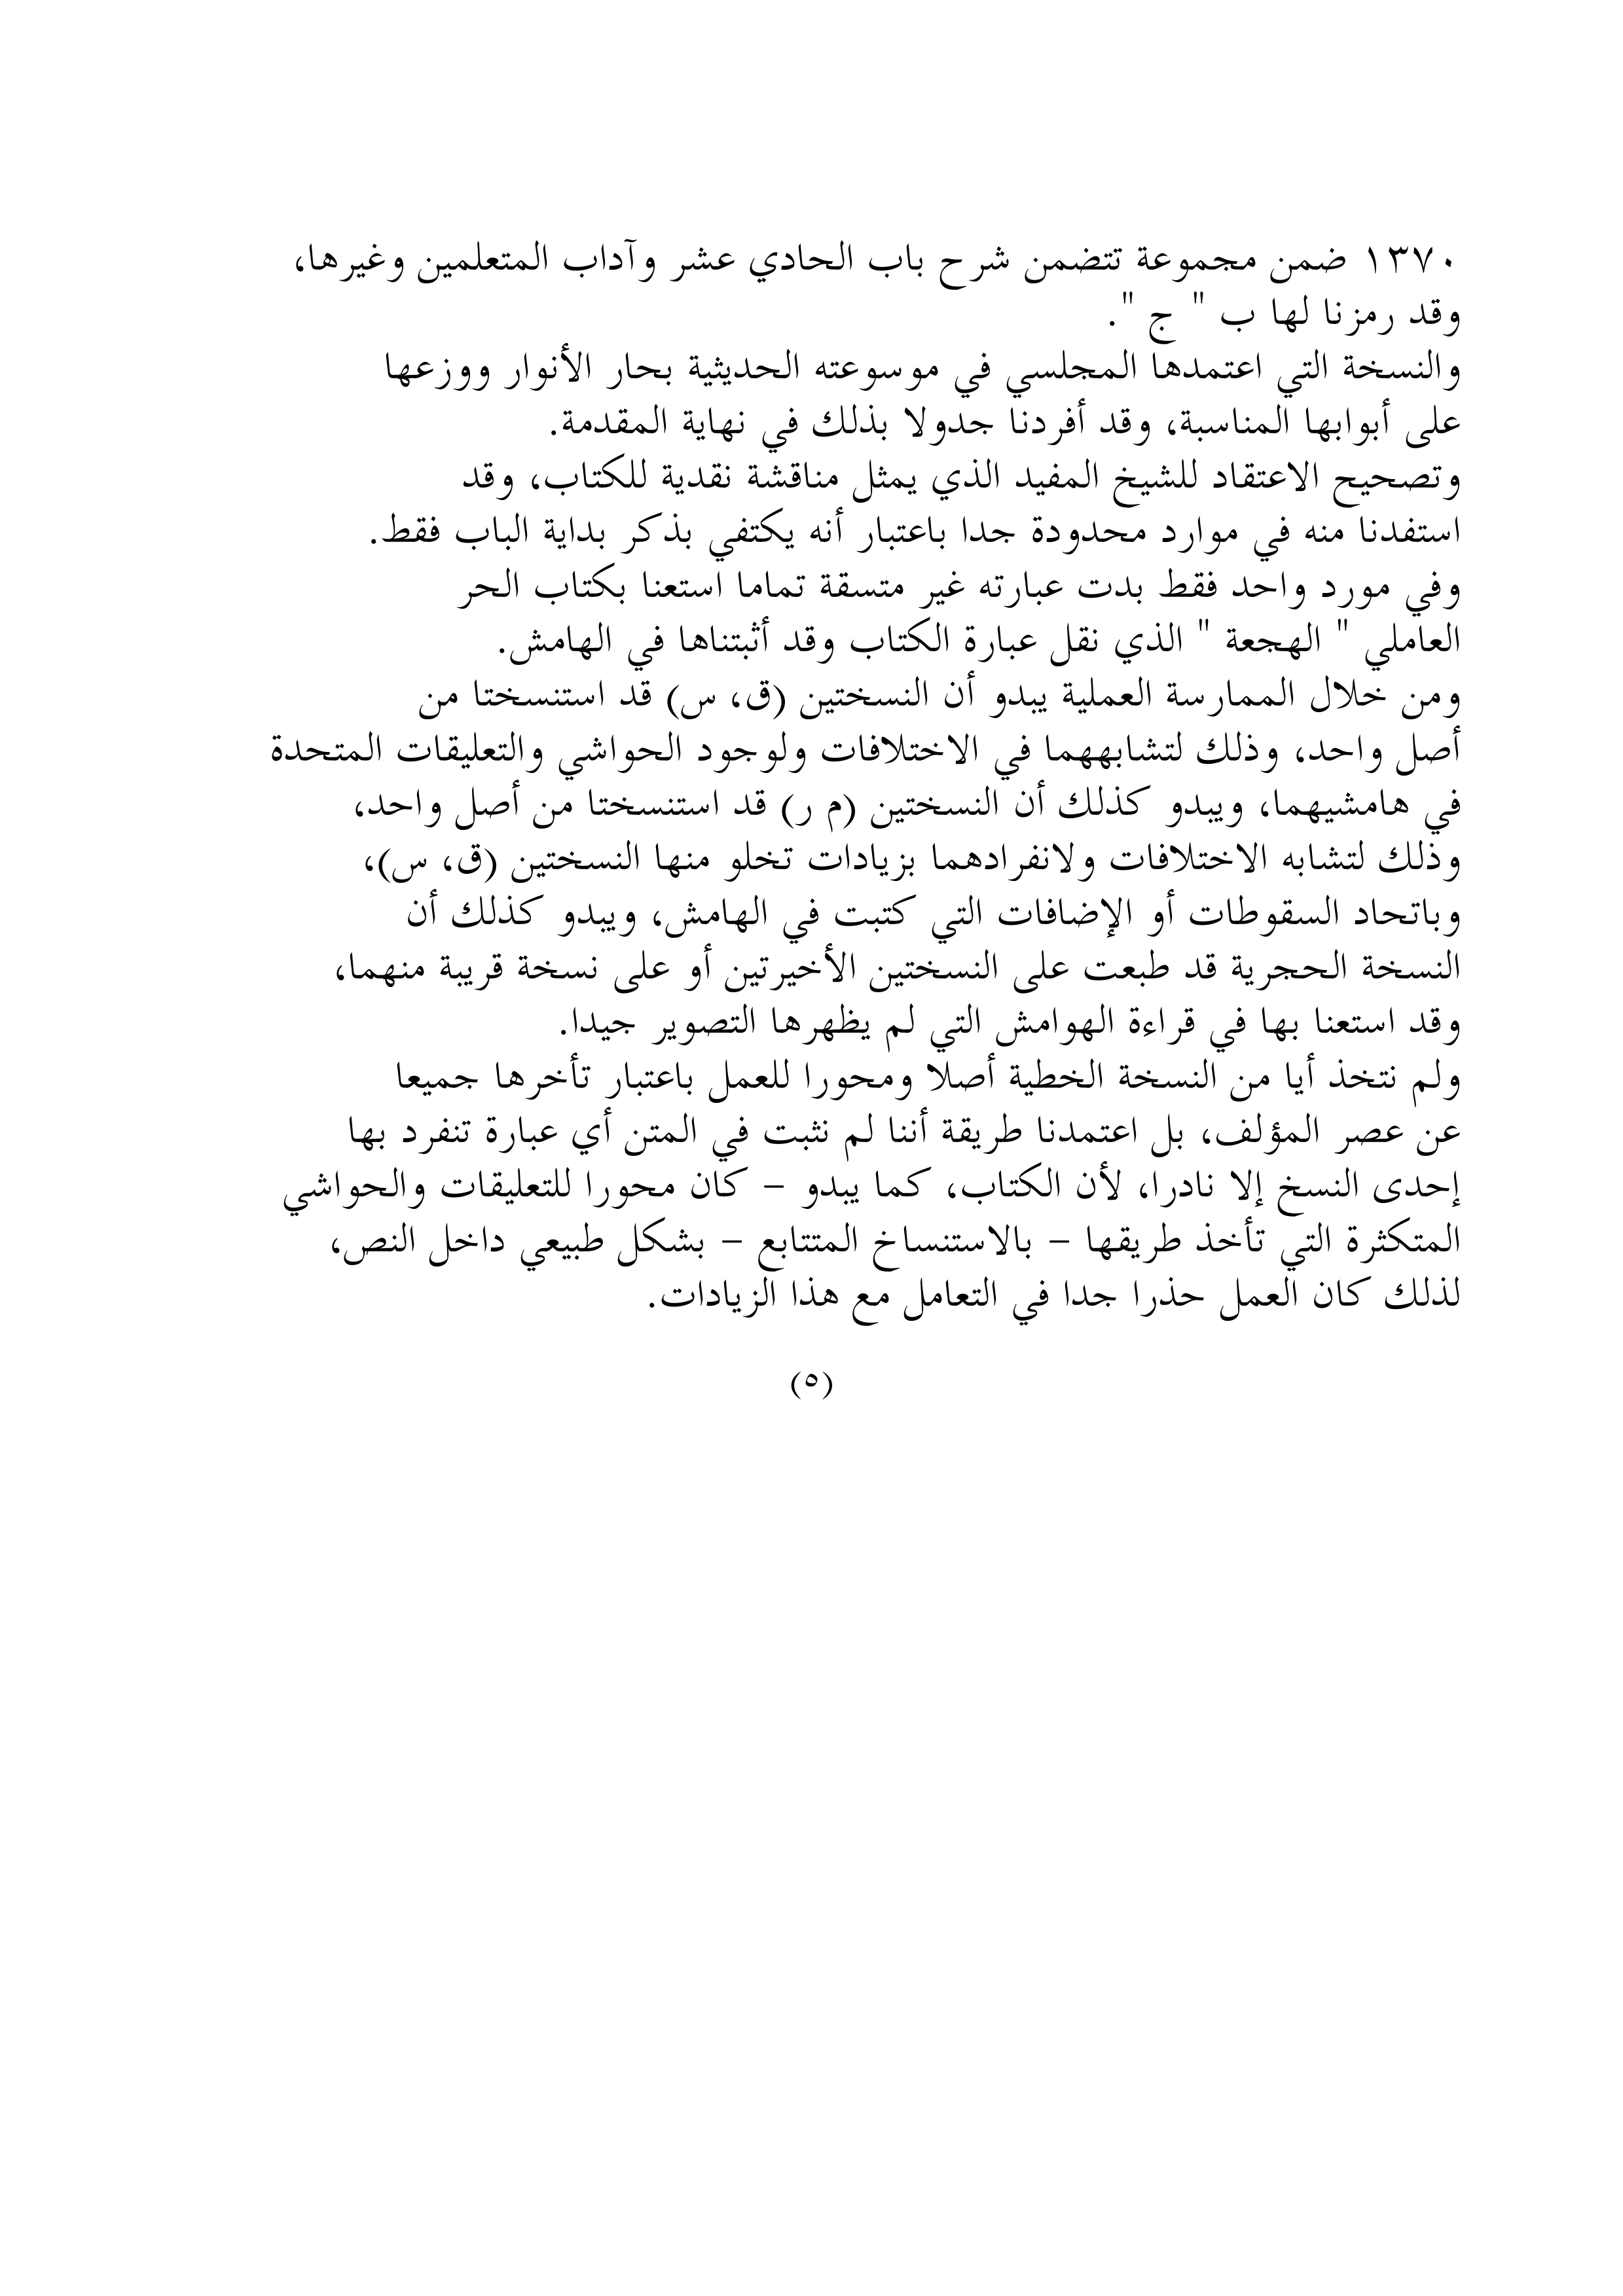 ١٣٧٠ ضمن مجموعة تتضمن شرح باب الحادي عشر وآداب المتعلمين وغيرها،
وقد رمزنا لها ب " ج ".
والنسخة التي اعتمدها المجلسي في موسوعته الحديثية بحار الأنوار ووزعها
على أبوابها المناسبة، وقد أفردنا جدولا بذلك في نهاية المقدمة.
وتصحيح الاعتقاد للشيخ المفيد الذي يمثل مناقشة نقدية للكتاب، وقد
استفدنا منه في موارد محدودة جدا باعتبار أنه يكتفي بذكر بداية الباب فقط.
وفي مورد واحد فقط بدت عبارته غير متسقة تماما استعنا بكتاب الحر
العاملي " الهجعة " الذي نقل عبارة الكتاب وقد أثبتناها في الهامش.
ومن خلال الممارسة العملية يبدو أن النسختين (ق، س) قد استنسختا من
أصل واحد، وذلك لتشابههما في الاختلافات ولوجود الحواشي والتعليقات المتحدة
في هامشيهما، ويبدو كذلك أن النسختين (م ر) قد استنسختا من أصل واحد،
وذلك لتشابه الاختلافات ولانفرادهما بزيادات تخلو منها النسختين (ق، س)،
وباتحاد السقوطات أو الإضافات التي كتبت في الهامش، ويبدو كذلك أن
النسخة الحجرية قد طبعت على النسختين الأخيرتين أو على نسخة قريبة منهما،
وقد استعنا بها في قراءة الهوامش التي لم يظهرها التصوير جيدا.
ولم نتخذ أيا من النسخة الخطية أصلا ومحورا للعمل باعتبار تأخرها جميعا
عن عصر المؤلف، بل اعتمدنا طريقة أننا لم نثبت في المتن أي عبارة تنفرد بها
إحدى النسخ إلا نادرا، لأن الكتاب، كما يبدو - كان محورا للتعليقات والحواشي
المتكثرة التي تأخذ طريقها - بالاستنساخ المتتابع - بشكل طبيعي داخل النص،
لذلك كان العمل حذرا جدا في التعامل مع هذا الزيادات.
(٥)